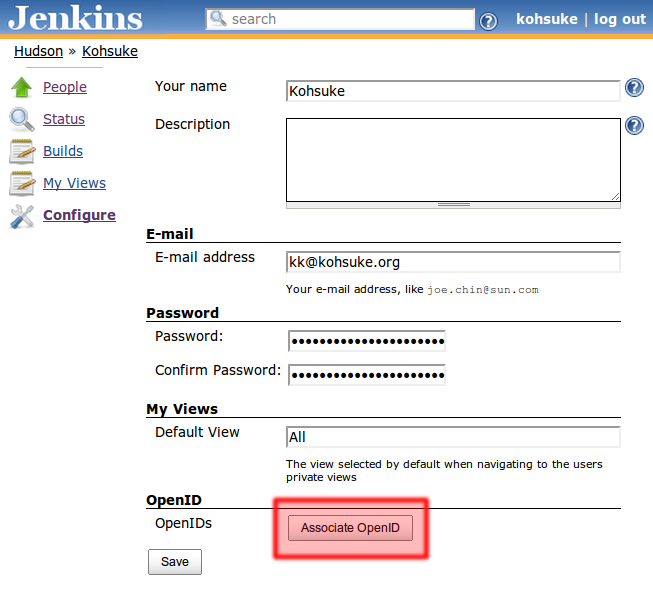 Jenkins
search
kohsuke | log out
Hudson » Kohsuke
People
Status
Builds
My Views
Configure
Your name
Kohsuke
Description
E-mail
E-mail address
kk@kohsuke.org
Your e-mail address, like joe.chin@sun.com
Password
Password:
••••••••••••••••••••••
Confirm Password:
••••••••••••••••••••••
My Views
Default View
All
The view selected by default when navigating to the users
private views
OpenID
OpenIDs
Associate OpenID
Save